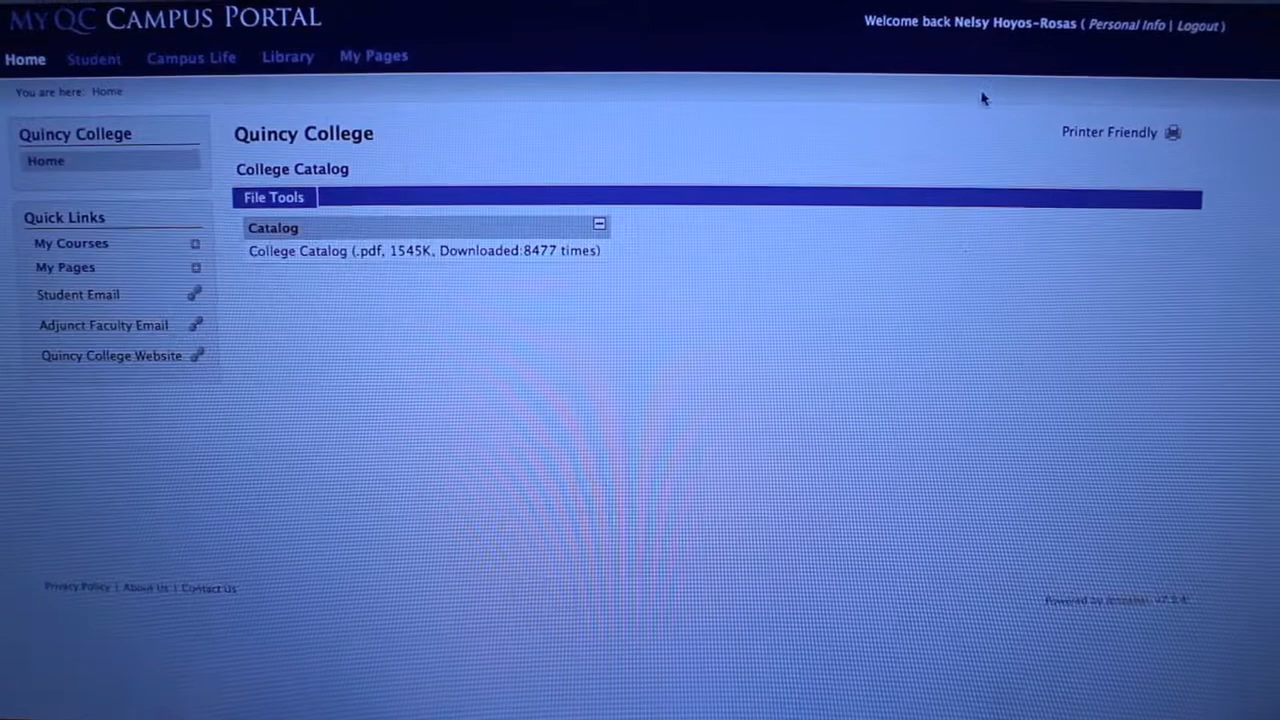 MyQC Campus Portal
Welcome back Nelsy Hoyos-Rosas ( Personal Info | Logout )
Home Student Campus Life Library My Pages
You are here: Home
Quincy College
Home
Quick Links
My Courses
My Pages
Student Email
Adjunct Faculty Email
Quincy College Website
Quincy College
Printer Friendly
College Catalog
File Tools
Catalog
College Catalog (.pdf, 1545K, Downloaded:8477 times)
Privacy Policy | About Us | Contact Us
Powered by